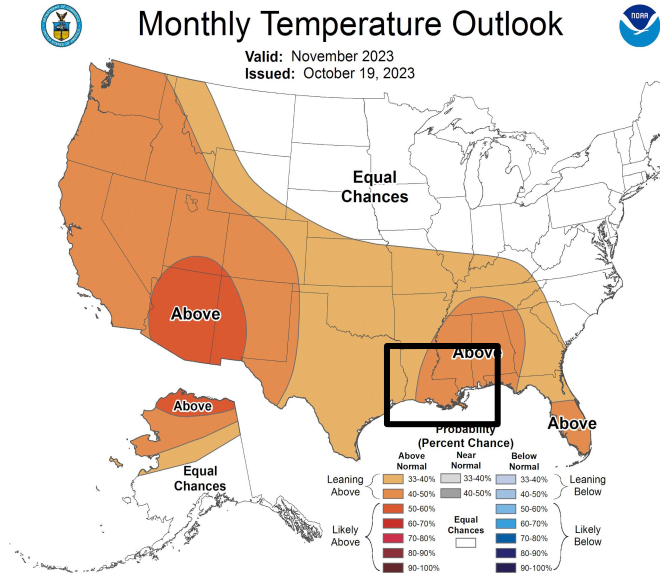 Monthly Temperature Outlook
NOAA
Valid: November 2023
Issued: October 19, 2023
Equal
Chances
Above
Above
Above
Above
Equal
Chances
Probability
(Percent Chance)
Above
Normal
Near
Normal
Below
Normal
Leaning
Above
33-40%
33-40%
33-40%
Leaning
Below
40-50%
40-50%
40-50%
Likely
Above
50-60%
60-70%
70-80%
80-90%
90-100%
Equal
Chances
50-60%
60-70%
70-80%
80-90%
90-100%
Likely
Below